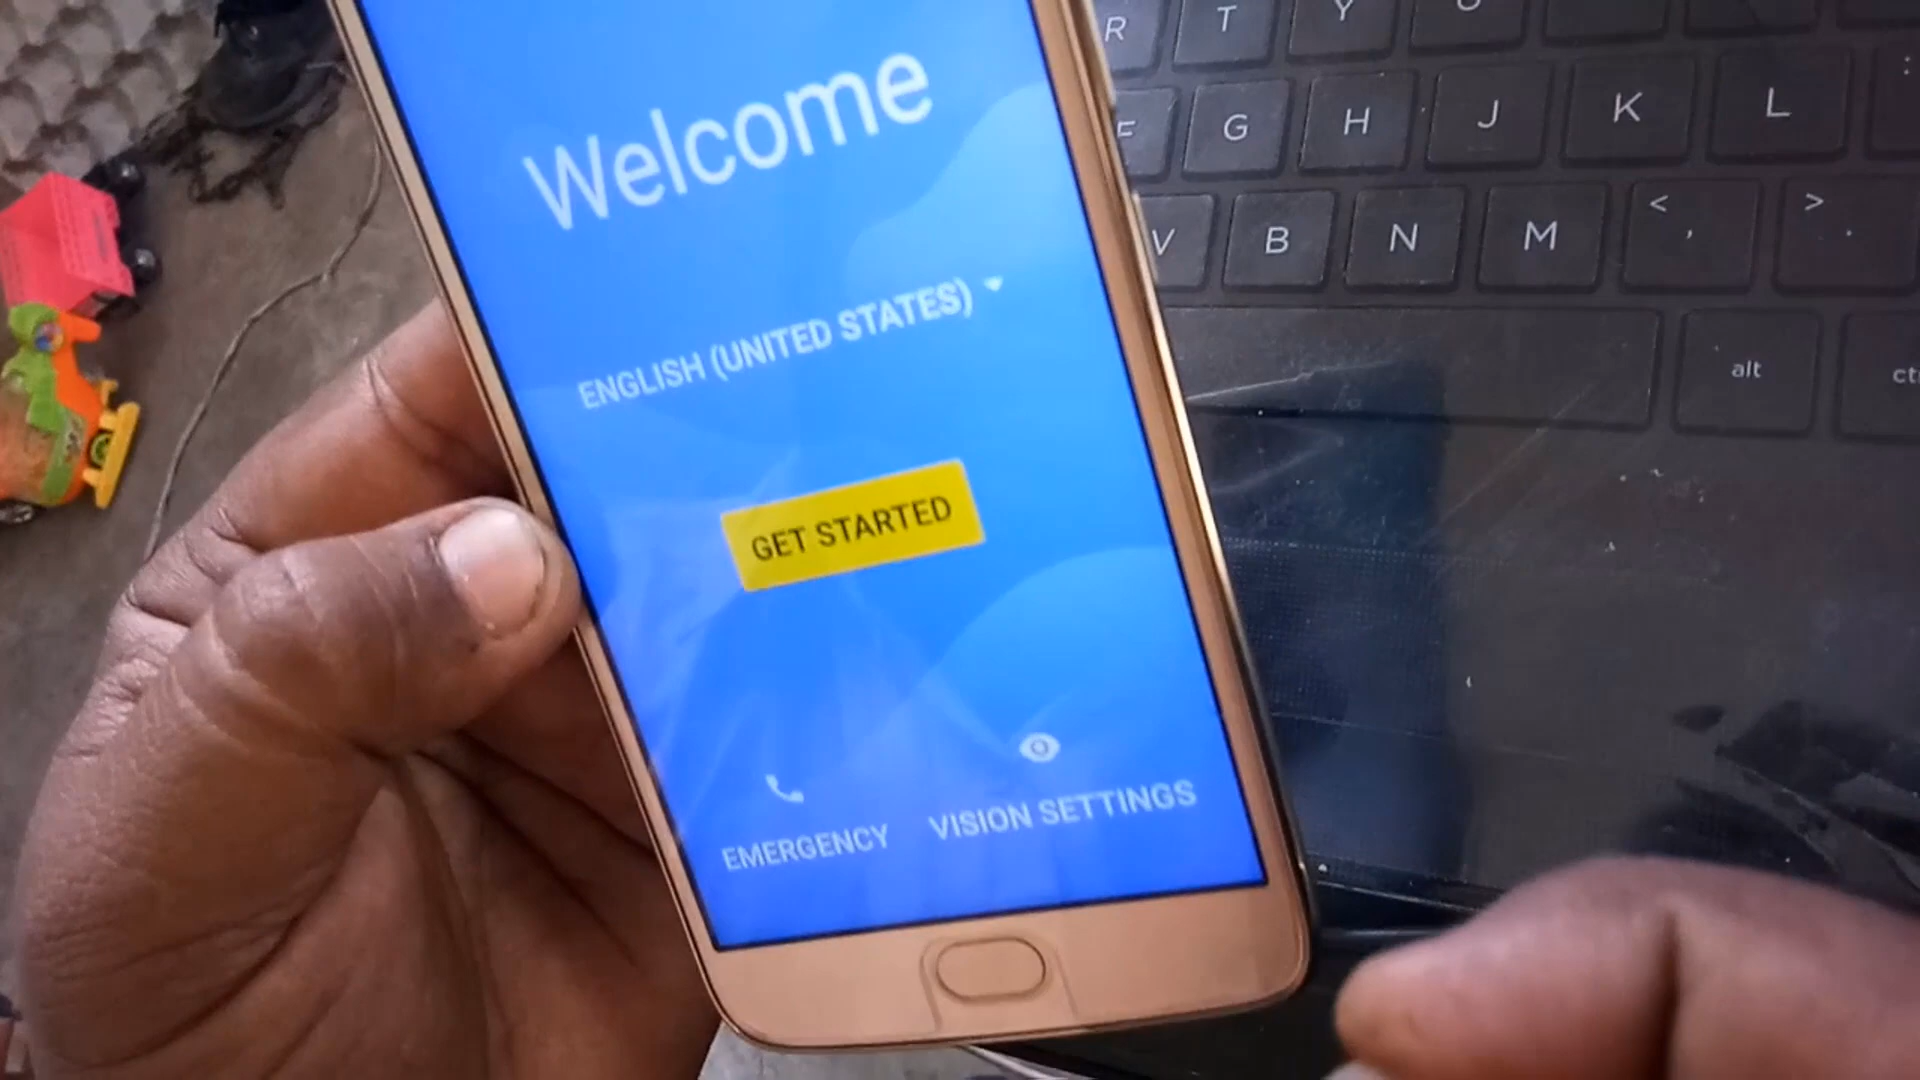 Welcome
ENGLISH (UNITED STATES)
GET STARTED
EMERGENCY
VISION SETTINGS
R T Y
G H J K L :
V B N M < , > .
alt